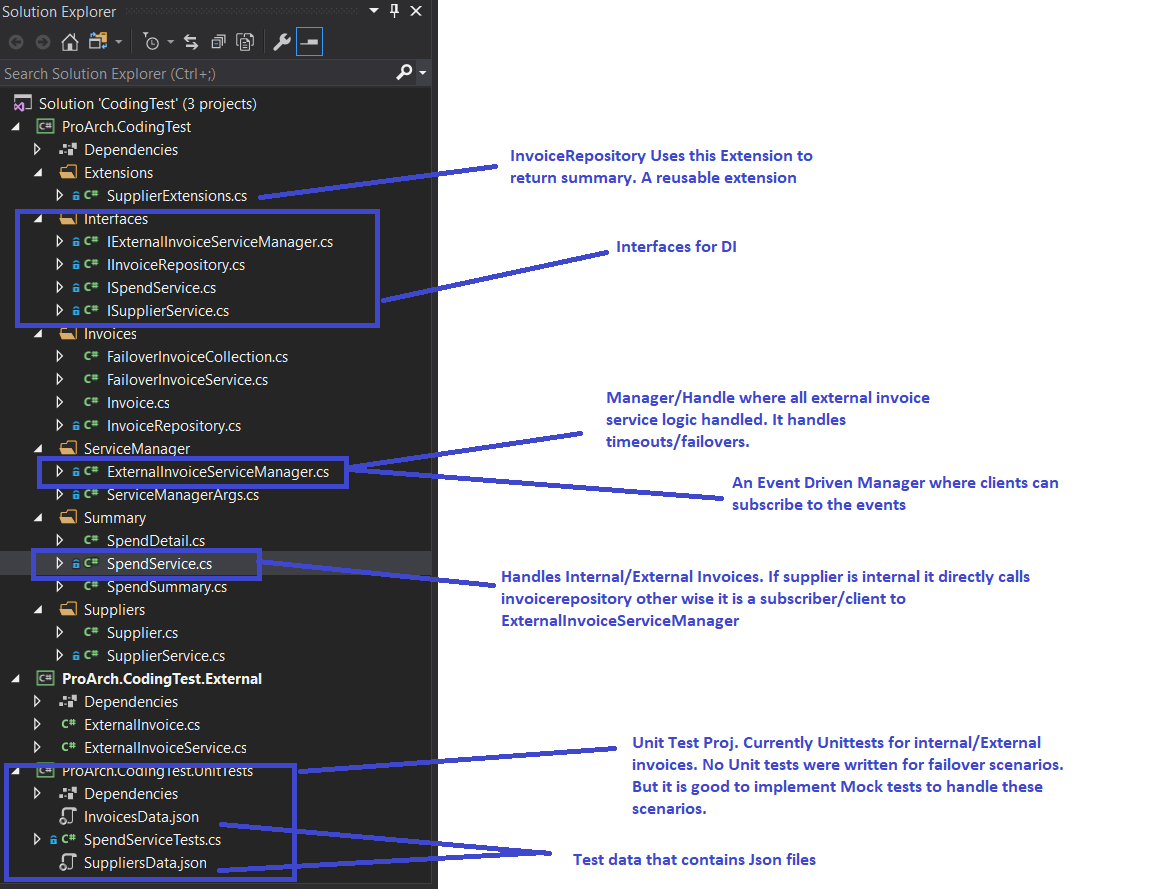 Solution Explorer
Search Solution Explorer (Ctrl+;)
Solution 'CodingTest' (3 projects)
C# ProArch.CodingTest
Dependencies
Extensions
C# SupplierExtensions.cs
Interfaces
C# IExternalInvoiceServiceManager.cs
C# IInvoiceRepository.cs
C# ISpendService.cs
C# ISupplierService.cs
Invoices
C# FailoverInvoiceCollection.cs
C# FailoverInvoiceService.cs
C# Invoice.cs
C# InvoiceRepository.cs
ServiceManager
C# ExternalInvoiceServiceManager.cs
C# ServiceManagerArgs.cs
Summary
C# SpendDetail.cs
C# SpendService.cs
C# SpendSummary.cs
Suppliers
C# Supplier.cs
C# SupplierService.cs
C# ProArch.CodingTest.External
Dependencies
C# ExternalInvoice.cs
C# ExternalInvoiceService.cs
C# ProArch.CodingTest.UnitTests
Dependencies
InvoicesData.json
C# SpendServiceTests.cs
SuppliersData.json
InvoiceRepository Uses this Extension to
return summary. A reusable extension
Interfaces for DI
Manager/Handle where all external invoice
service logic handled. It handles
timeouts/failovers.
An Event Driven Manager where clients can
subscribe to the events
Handles Internal/External Invoices. If supplier is internal it directly calls
invoicerepository other wise it is a subscriber/client to
ExternalInvoiceServiceManager
Unit Test Proj. Currently Unittests for internal/External
invoices. No Unit tests were written for failover scenarios.
But it is good to implement Mock tests to handle these
scenarios.
Test data that contains Json files